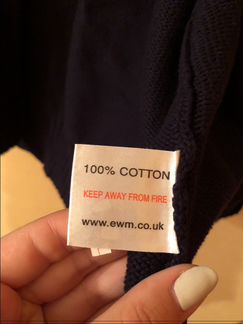 100% COTTON
KEEP AWAY FROM FIRE
www.ewm.co.uk